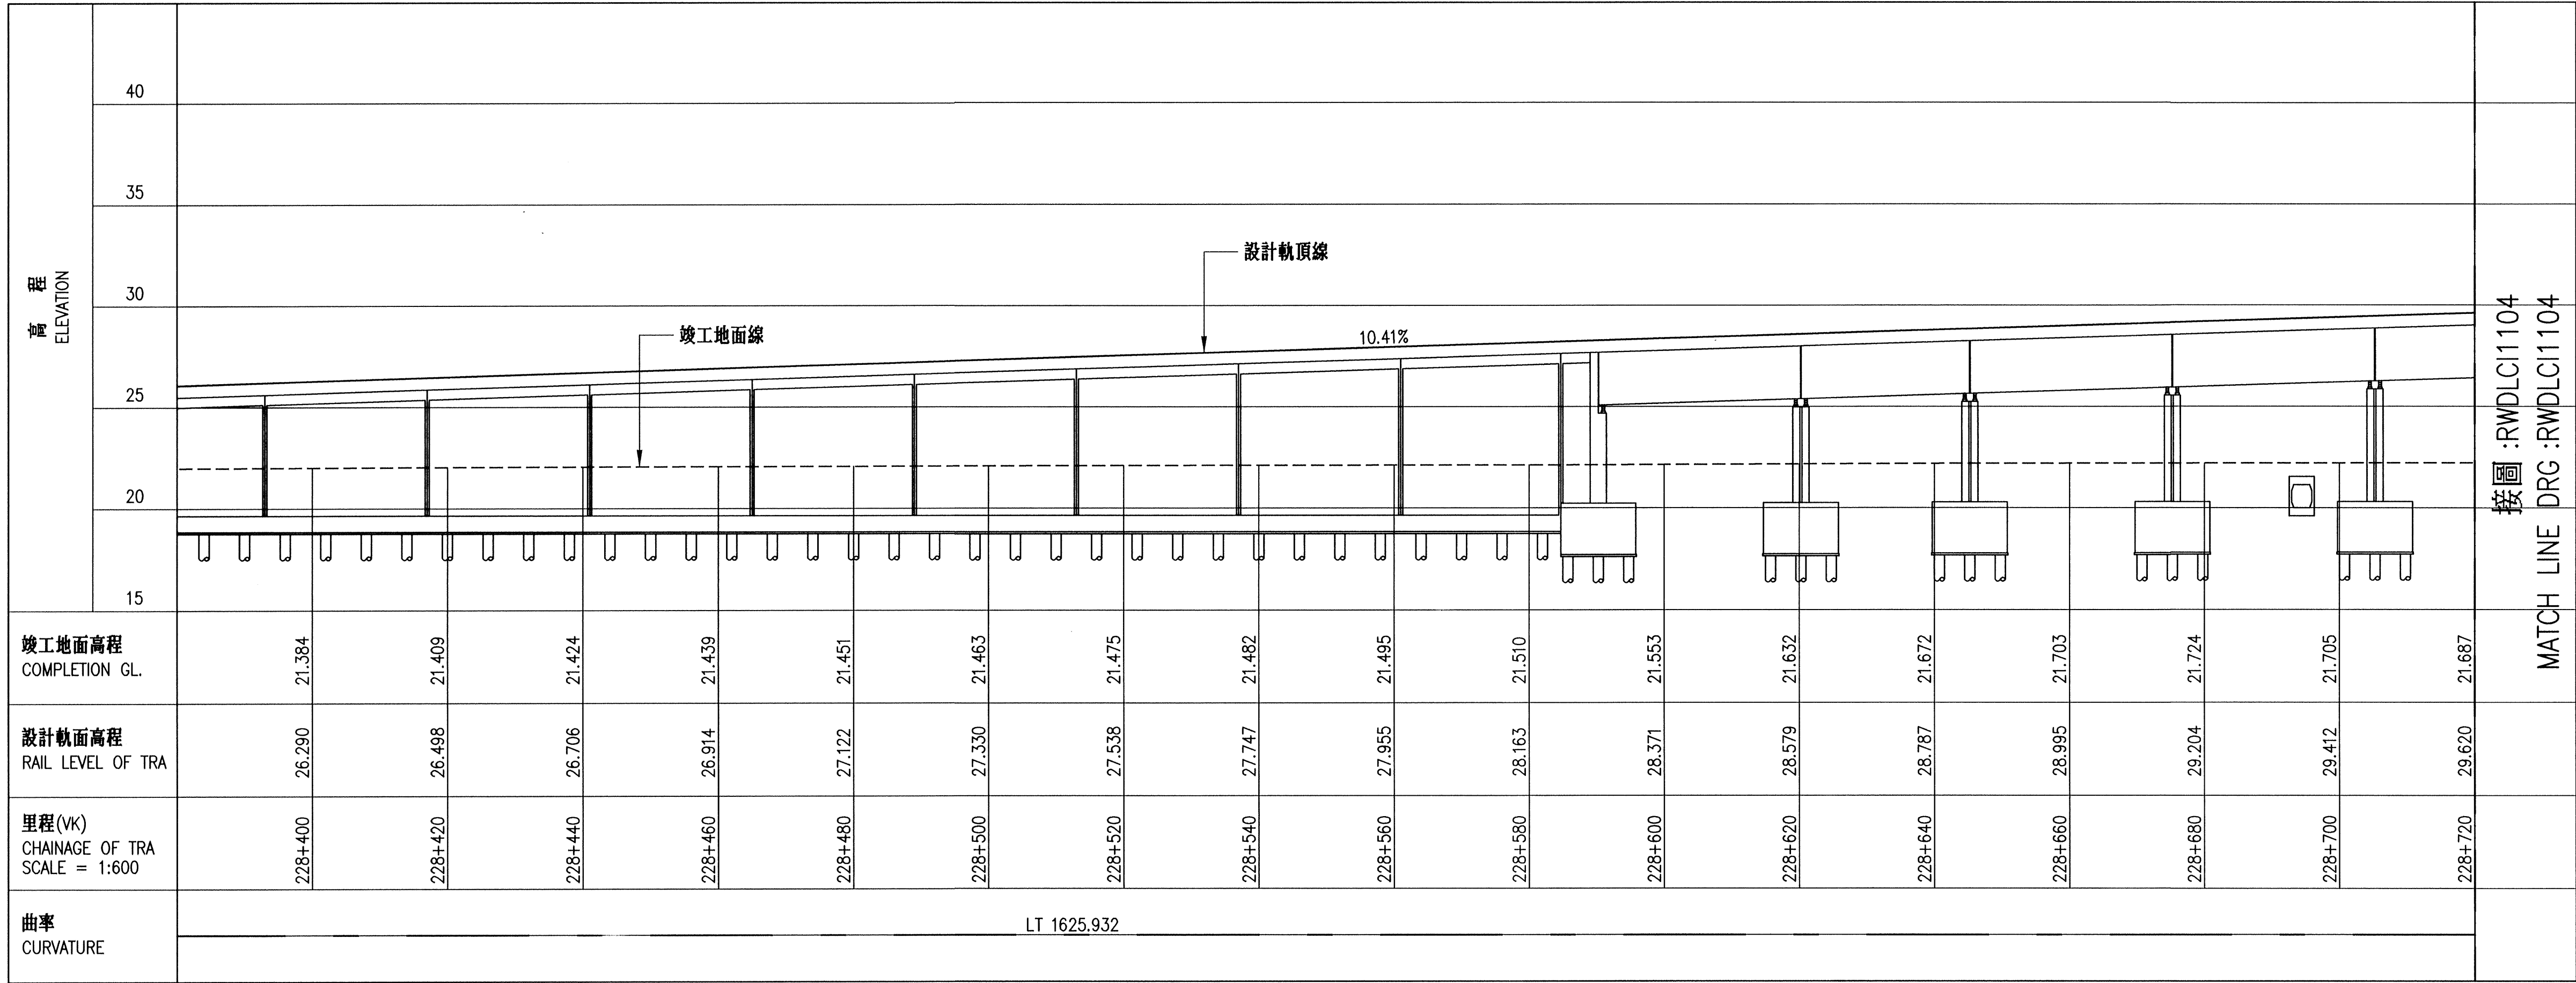 高 程
ELEVATION
40
35
30
25
20
15
設計軌頂線
竣工地面線
10.41%
竣工地面高程
COMPLETION GL.
21.384 21.409 21.424 21.439 21.451 21.463 21.475 21.482 21.495 21.510 21.553 21.632 21.672 21.703 21.724 21.705 21.687
設計軌面高程
RAIL LEVEL OF TRA
26.290 26.498 26.706 26.914 27.122 27.330 27.538 27.747 27.955 28.163 28.371 28.579 28.787 28.995 29.204 29.412 29.620
里程(VK)
CHAINAGE OF TRA
SCALE = 1:600
228+400 228+420 228+440 228+460 228+480 228+500 228+520 228+540 228+560 228+580 228+600 228+620 228+640 228+660 228+680 228+700 228+720
曲率
CURVATURE
LT 1625.932
接圖:RWDLCI1104
MATCH LINE DRG:RWDLCI1104